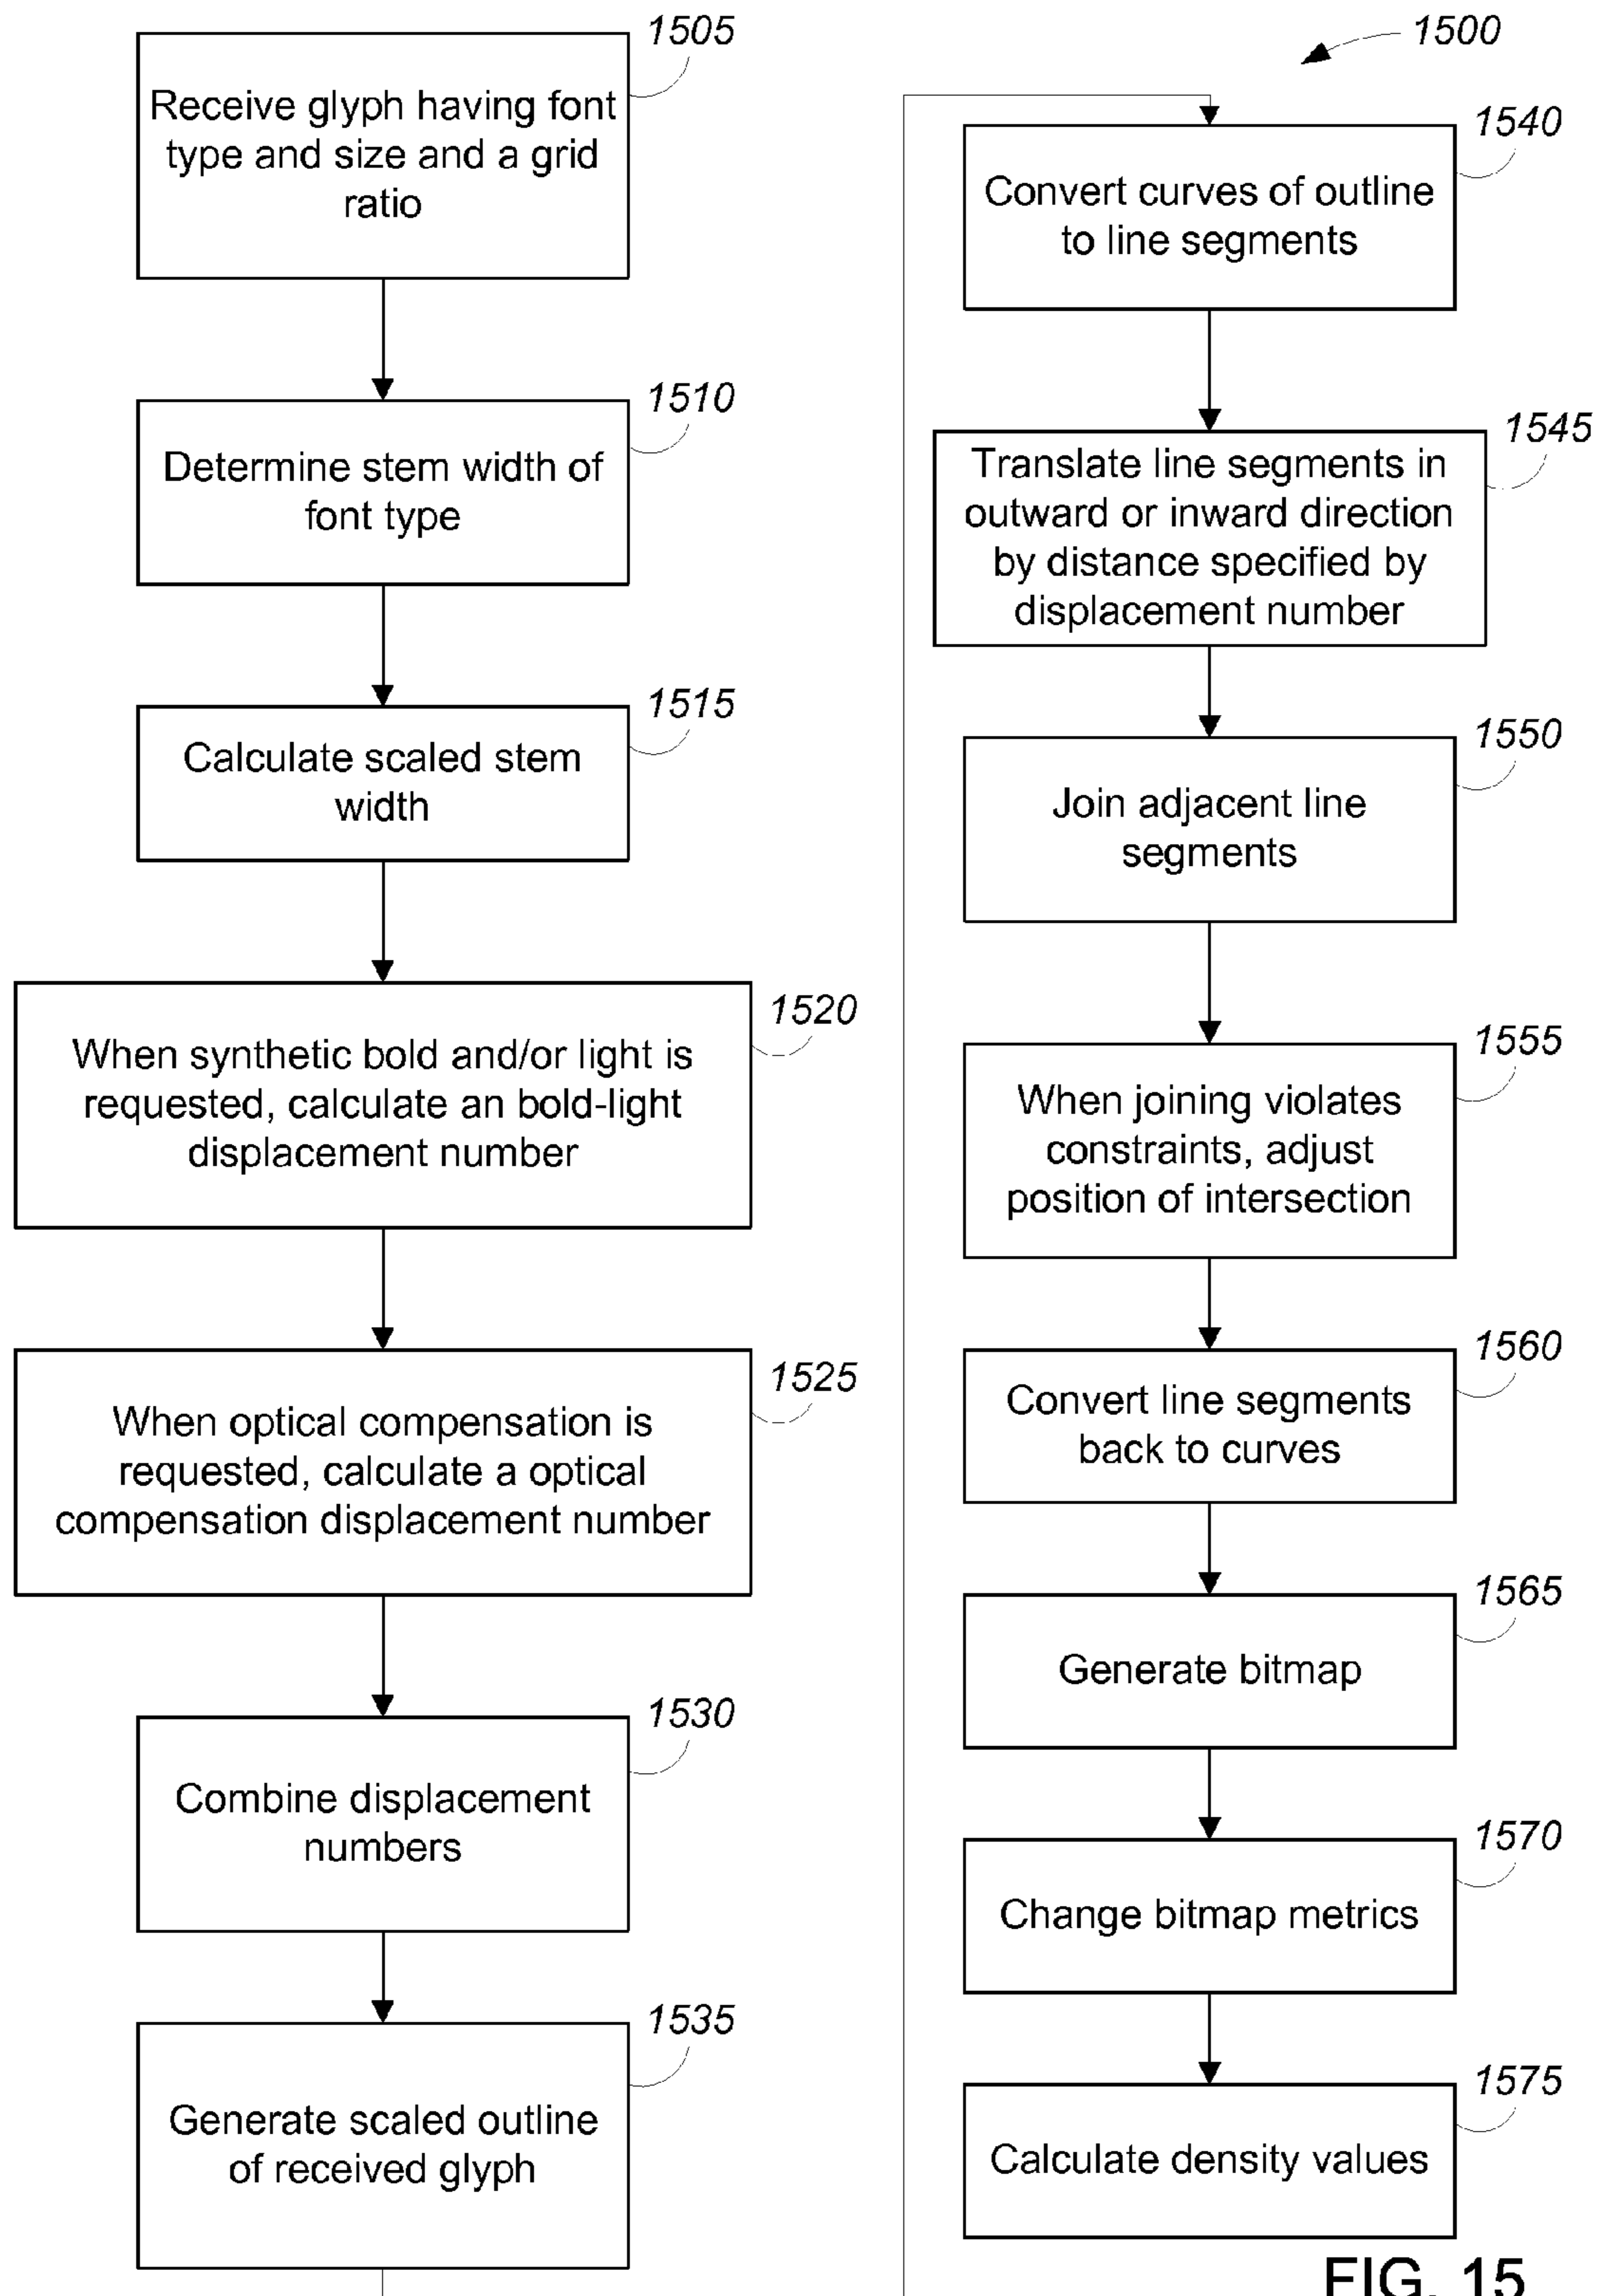 1505
Receive glyph having font
type and size and a grid
ratio
1510
Determine stem width of
font type
1515
Calculate scaled stem
width
1520
When synthetic bold and/or light is
requested, calculate an bold-light
displacement number
1525
When optical compensation is
requested, calculate a optical
compensation displacement number
1530
Combine displacement
numbers
1535
Generate scaled outline
of received glyph
1500
1540
Convert curves of outline
to line segments
1545
Translate line segments in
outward or inward direction
by distance specified by
displacement number
1550
Join adjacent line
segments
1555
When joining violates
constraints, adjust
position of intersection
1560
Convert line segments
back to curves
1565
Generate bitmap
1570
Change bitmap metrics
1575
Calculate density values
FIG. 15